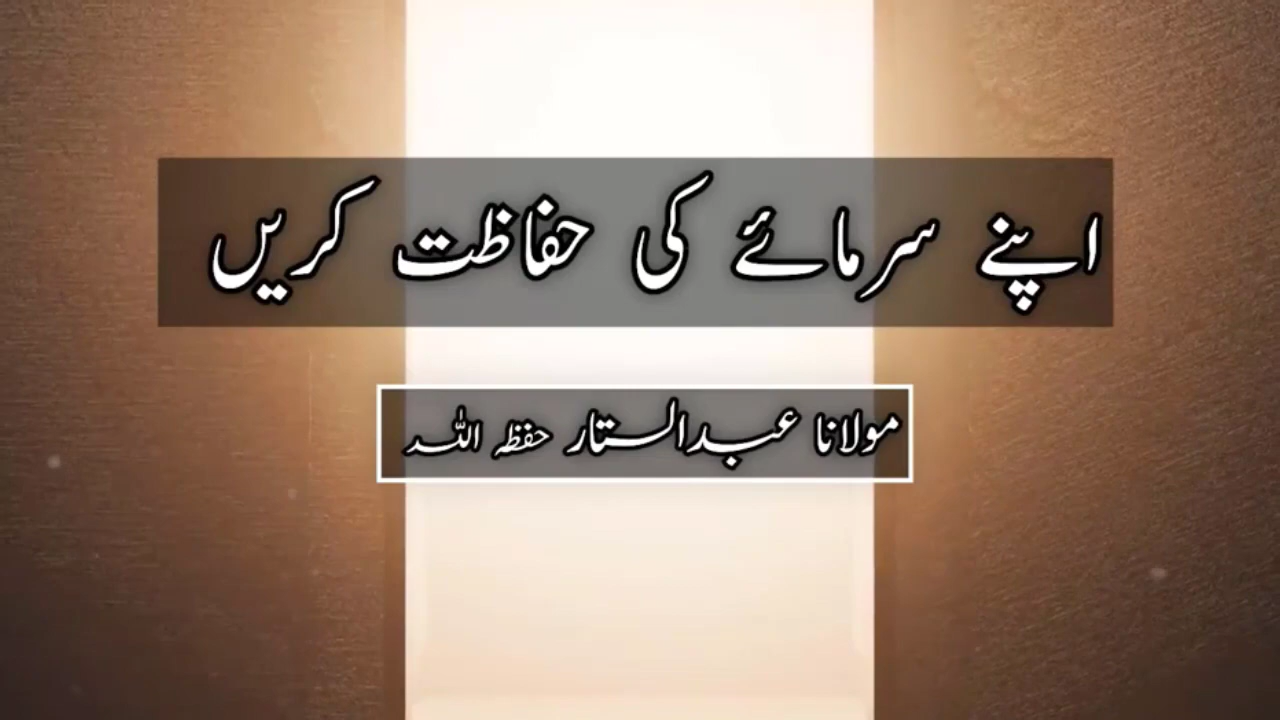 اپنے سرمائے کی حفاظت کریں
مولانا عبدالستار حفظہ اللہ